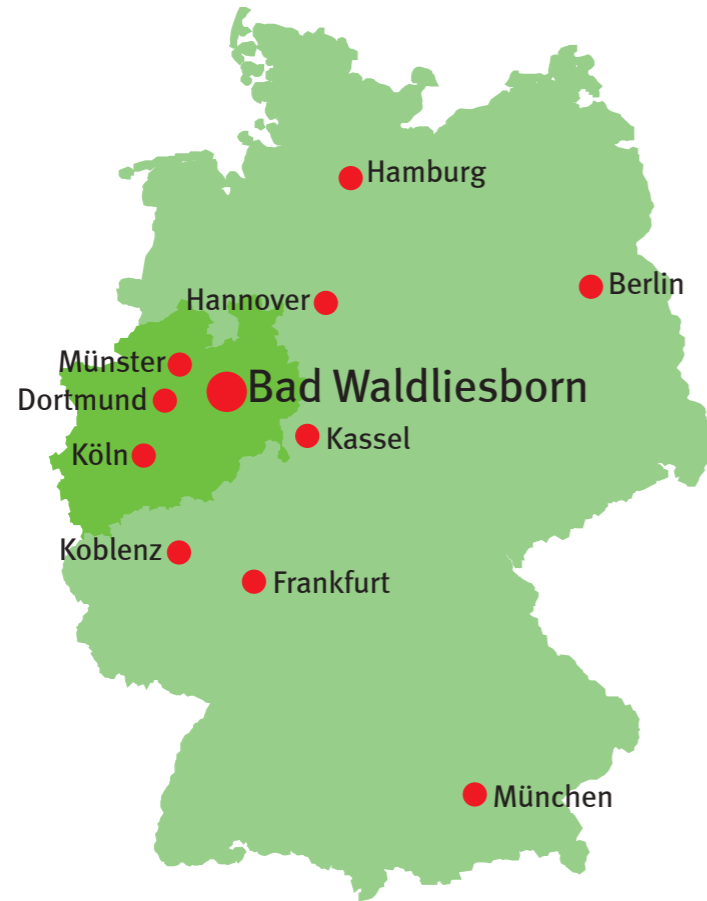 Hamburg
Berlin
Hannover
Münster
Bad Waldliesborn
Dortmund
Kassel
Köln
Koblenz
Frankfurt
München